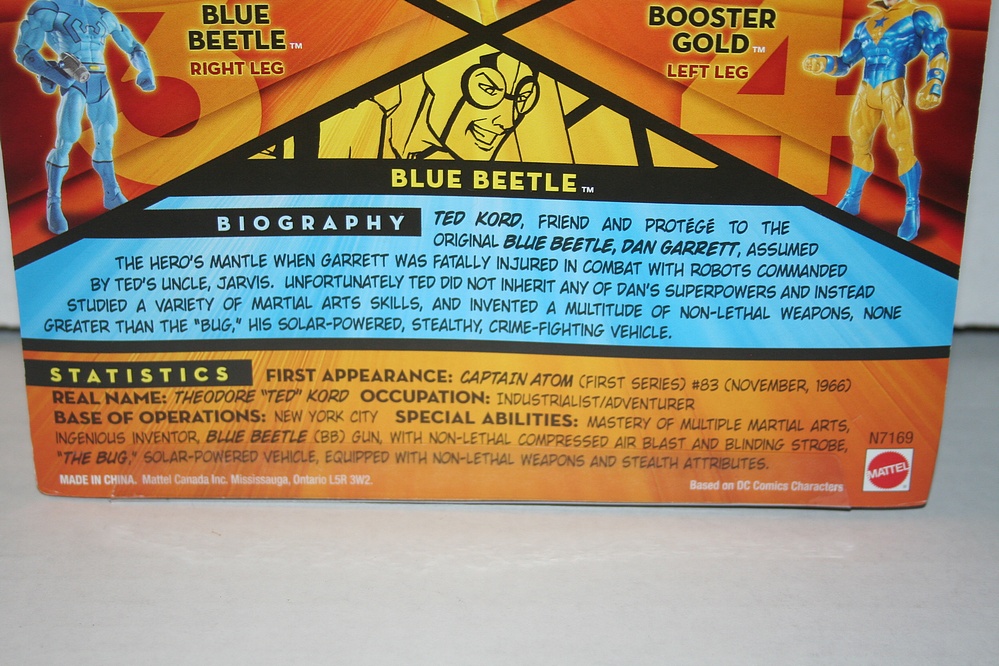 BLUE
BEETLE™
RIGHT LEG
3
BOOSTER
GOLD™
LEFT LEG
4
BLUE BEETLE™
BIOGRAPHY TED KORD, FRIEND AND PROTÉGÉ TO THE
ORIGINAL BLUE BEETLE, DAN GARRETT, ASSUMED
THE HERO'S MANTLE WHEN GARRETT WAS FATALLY INJURED IN COMBAT WITH ROBOTS COMMANDED
BY TED'S UNCLE, JARVIS. UNFORTUNATELY TED DID NOT INHERIT ANY OF DAN'S SUPERPOWERS AND INSTEAD
STUDIED A VARIETY OF MARTIAL ARTS SKILLS, AND INVENTED A MULTITUDE OF NON-LETHAL WEAPONS, NONE
GREATER THAN THE "BUG," HIS SOLAR-POWERED, STEALTHY, CRIME-FIGHTING VEHICLE.
STATISTICS FIRST APPEARANCE: CAPTAIN ATOM (FIRST SERIES) #83 (NOVEMBER, 1966)
REAL NAME: THEODORE "TED" KORD OCCUPATION: INDUSTRIALIST/ADVENTURER
BASE OF OPERATIONS: NEW YORK CITY SPECIAL ABILITIES: MASTERY OF MULTIPLE MARTIAL ARTS,
INGENIOUS INVENTOR, BLUE BEETLE (BB) GUN, WITH NON-LETHAL COMPRESSED AIR BLAST AND BLINDING STROBE,
"THE BUG," SOLAR-POWERED VEHICLE, EQUIPPED WITH NON-LETHAL WEAPONS AND STEALTH ATTRIBUTES.
N7169
MATTEL
MADE IN CHINA. Mattel Canada Inc. Mississauga, Ontario L5R 3W2.
Based on DC Comics Characters